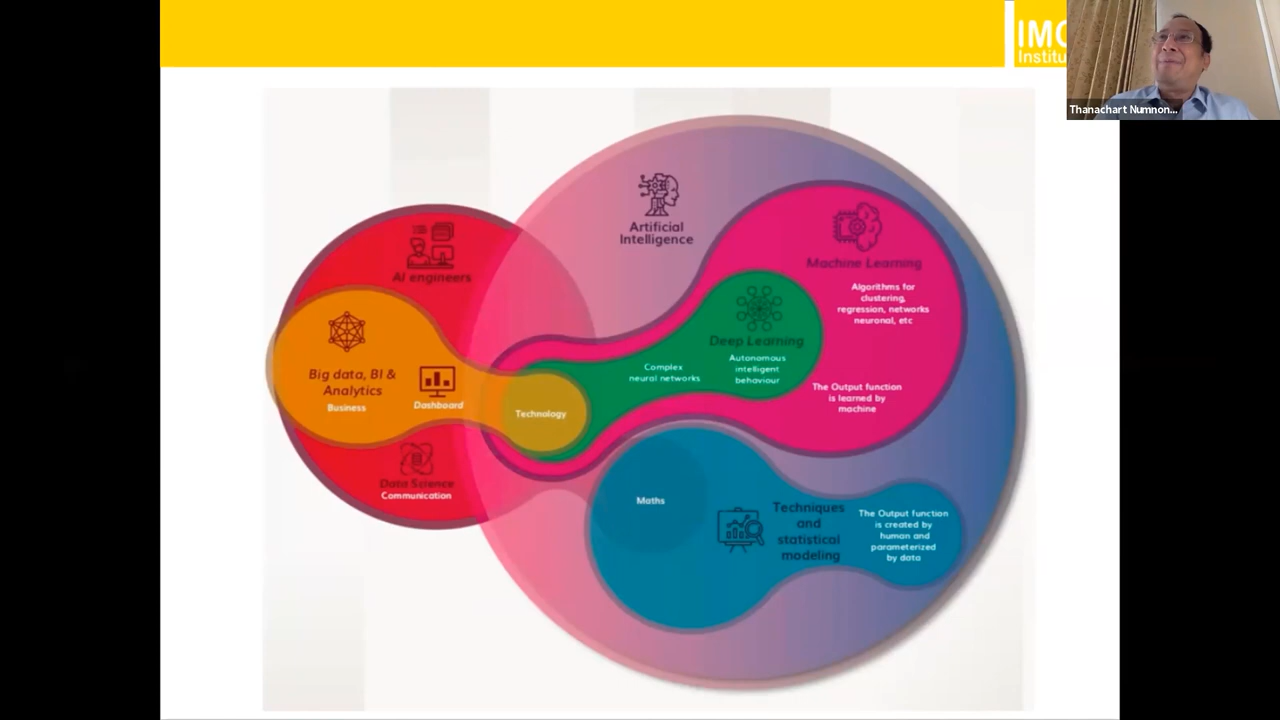 IMC
Institu
Thanachart Numnon...
Artificial
Intelligence
AI engineers
Machine Learning
Algorithms for
clustering,
regression, networks
neuronal, etc
Deep Learning
Complex
neural networks
Autonomous
intelligent
behaviour
Big data, BI &
Analytics
Business
Dashboard
Technology
The Output function
is learned by
machine
Data Science
Communication
Maths
Techniques
and
statistical
modeling
The Output function
is created by
human and
parameterized
by data